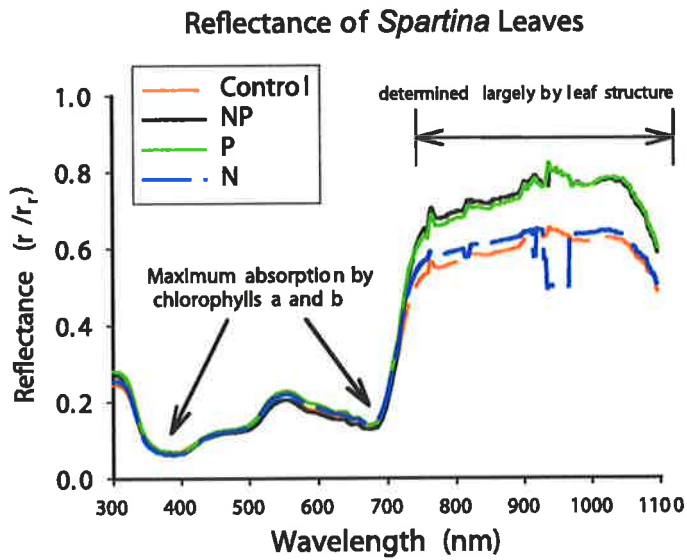 Reflectance of Spartina Leaves
Control
NP
P
N
determined largely by leaf structure
Maximum absorption by
chlorophylls a and b
Reflectance (r /rr)
1.0
0.8
0.6
0.4
0.2
0.0
300 400 500 600 700 800 900 1000 1100
Wavelength (nm)